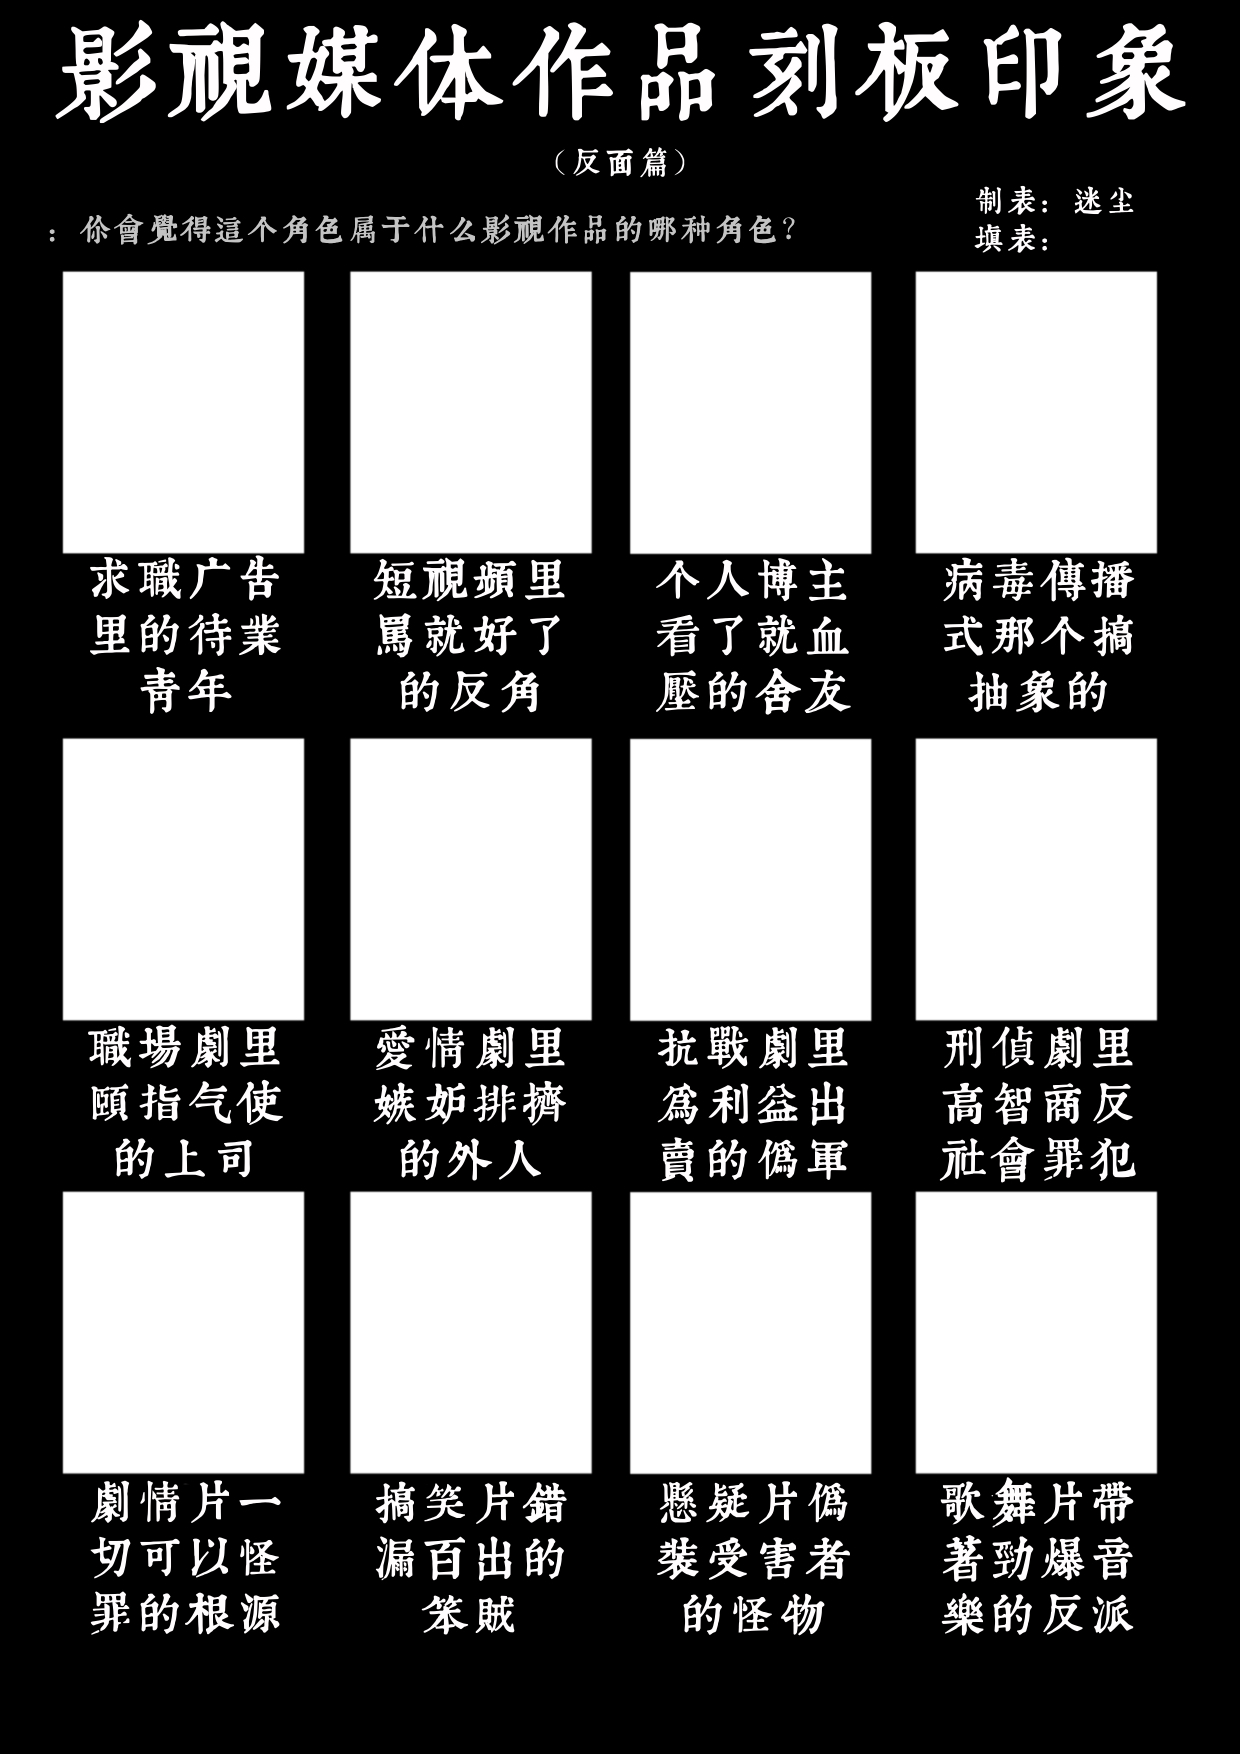 影視媒体作品刻板印象
（反面篇）
制表：迷尘
：你會覺得這个角色属于什么影視作品的哪种角色？
填表：
求職广告
里的待業
青年
短視頻里
罵就好了
的反角
个人博主
看了就血
壓的舍友
病毒傳播
式那个搞
抽象的
職場劇里
頤指气使
的上司
愛情劇里
嫉妒排擠
的外人
抗戰劇里
為利益出
賣的偽軍
刑偵劇里
高智商反
社會罪犯
劇情片一
切可以怪
罪的根源
搞笑片錯
漏百出的
笨賊
懸疑片偽
裝受害者
的怪物
歌舞片帶
著勁爆音
樂的反派